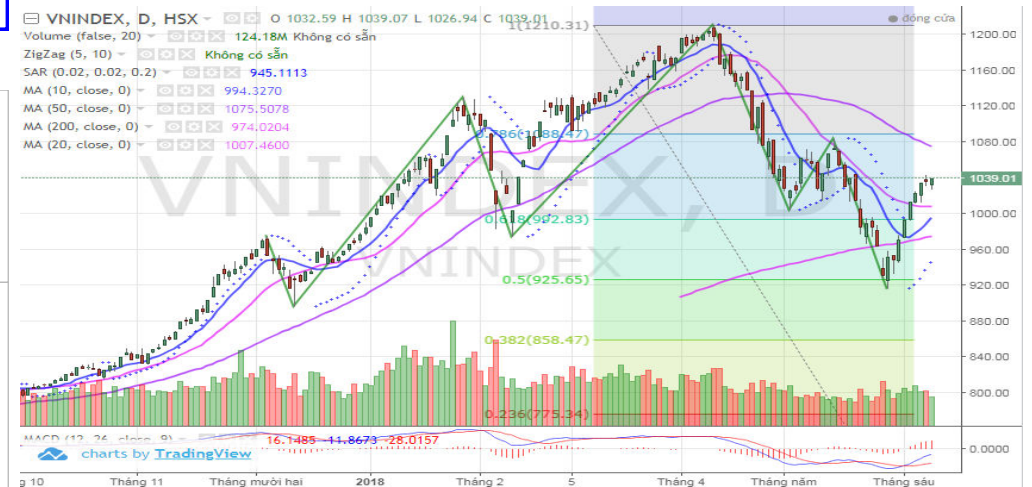 VNINDEX, D, HSX O 1032.59 H 1039.07 L 1026.94 C 1039.01
Volume (false, 20) 124.18M Không có sẵn
ZigZag (5, 10) Không có sẵn
SAR (0.02, 0.02, 0.2) 945.1113
MA (10, close, 0) 994.3270
MA (50, close, 0) 1075.5078
MA (200, close, 0) 974.0204
MA (20, close, 0) 1007.4600
đóng cửa
1(1210.31)
0.786(1088.47)
0.618(992.83)
0.5(925.65)
0.382(858.47)
0.236(775.34)
VNINDEX, D
VNINDEX
1200.00
1160.00
1120.00
1080.00
1039.01
1000.00
960.00
920.00
880.00
840.00
800.00
MACD (12, 26, close, 9) 16.1485 -11.8673 -28.0157
0.0000
charts by TradingView
g 10 Tháng 11 Tháng mười hai 2018 Tháng 2 5 Tháng 4 Tháng năm Tháng sáu